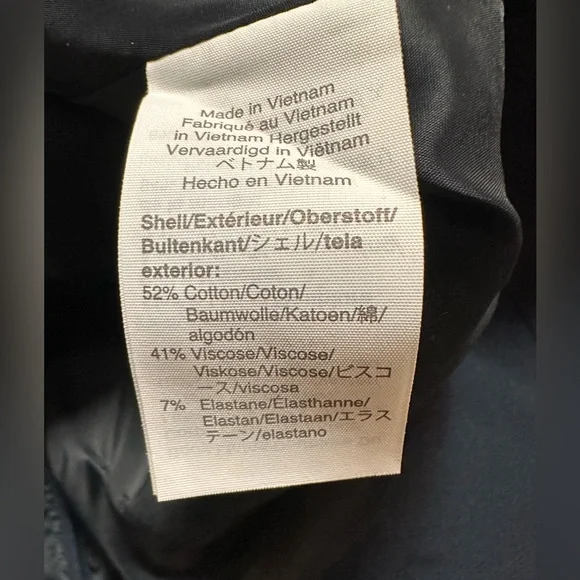 Made in Vietnam
Fabriqué au Vietnam
in Vietnam Hergestellt
Vervaardigd in Viëtnam
ベトナム製
Hecho en Vietnam
Shell/Extérieur/Oberstoff/
Buitenkant/シェル/tela
exterior:
52% Cotton/Coton/
Baumwolle/Katoen/綿/
algodón
41% Viscose/Viscose/
Viskose/Viscose/ビスコ
ース/viscosa
7% Elastane/Élasthanne/
Elastan/Elastaan/エラス
テーン/elastano